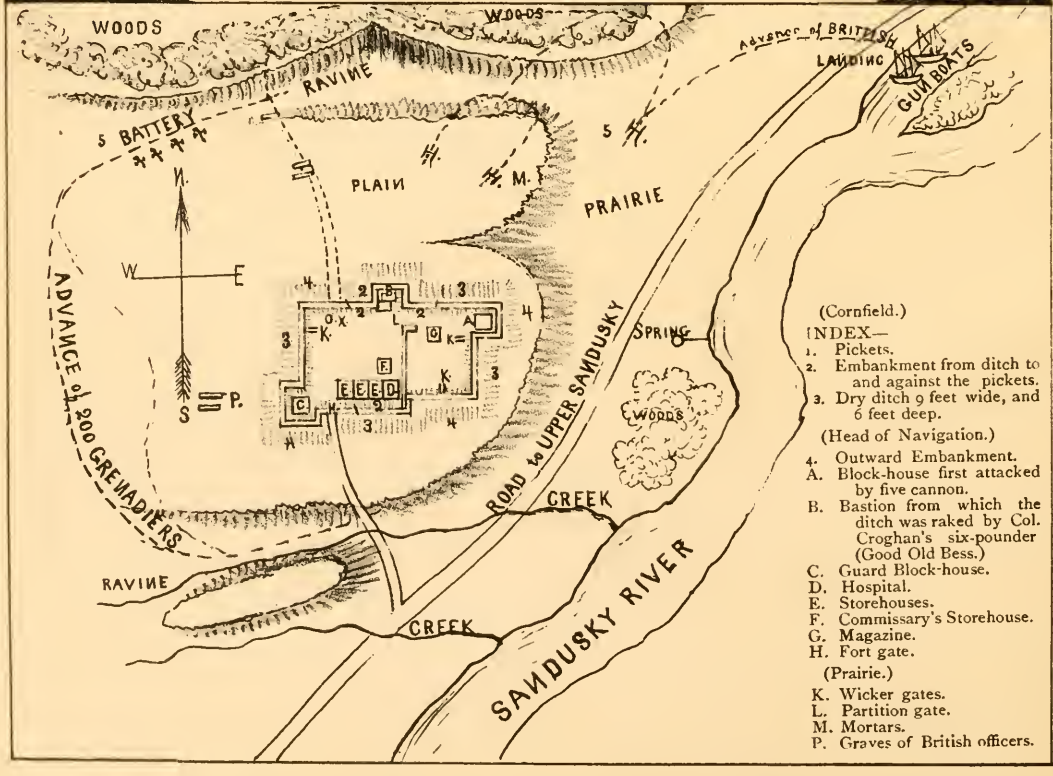 WOODS
WOODS
Advance of BRITISH
LANDING
GUNBOATS
RAVINE
5 BATTERY
5
N.
PLAIN
M.
PRAIRIE
W
E
S
P.
ADVANCE of 200 GRENADIERS
4.
2
B
2
3
2
O
X.
L
A
4
3
=K.
G
K=
F.
3
E E E D
K.
C
H.
1
2
H
3
4
SPRING
WOODS
ROAD to UPPER SANDUSKY
CREEK
RAVINE
CREEK
SANDUSKY RIVER
(Cornfield.)
INDEX—
1. Pickets.
2. Embankment from ditch to
and against the pickets.
3. Dry ditch 9 feet wide, and
6 feet deep.
(Head of Navigation.)
4. Outward Embankment.
A. Block-house first attacked
by five cannon.
B. Bastion from which the
ditch was raked by Col.
Croghan's six-pounder
(Good Old Bess.)
C. Guard Block-house.
D. Hospital.
E. Storehouses.
F. Commissary's Storehouse.
G. Magazine.
H. Fort gate.
(Prairie.)
K. Wicker gates.
L. Partition gate.
M. Mortars.
P. Graves of British officers.